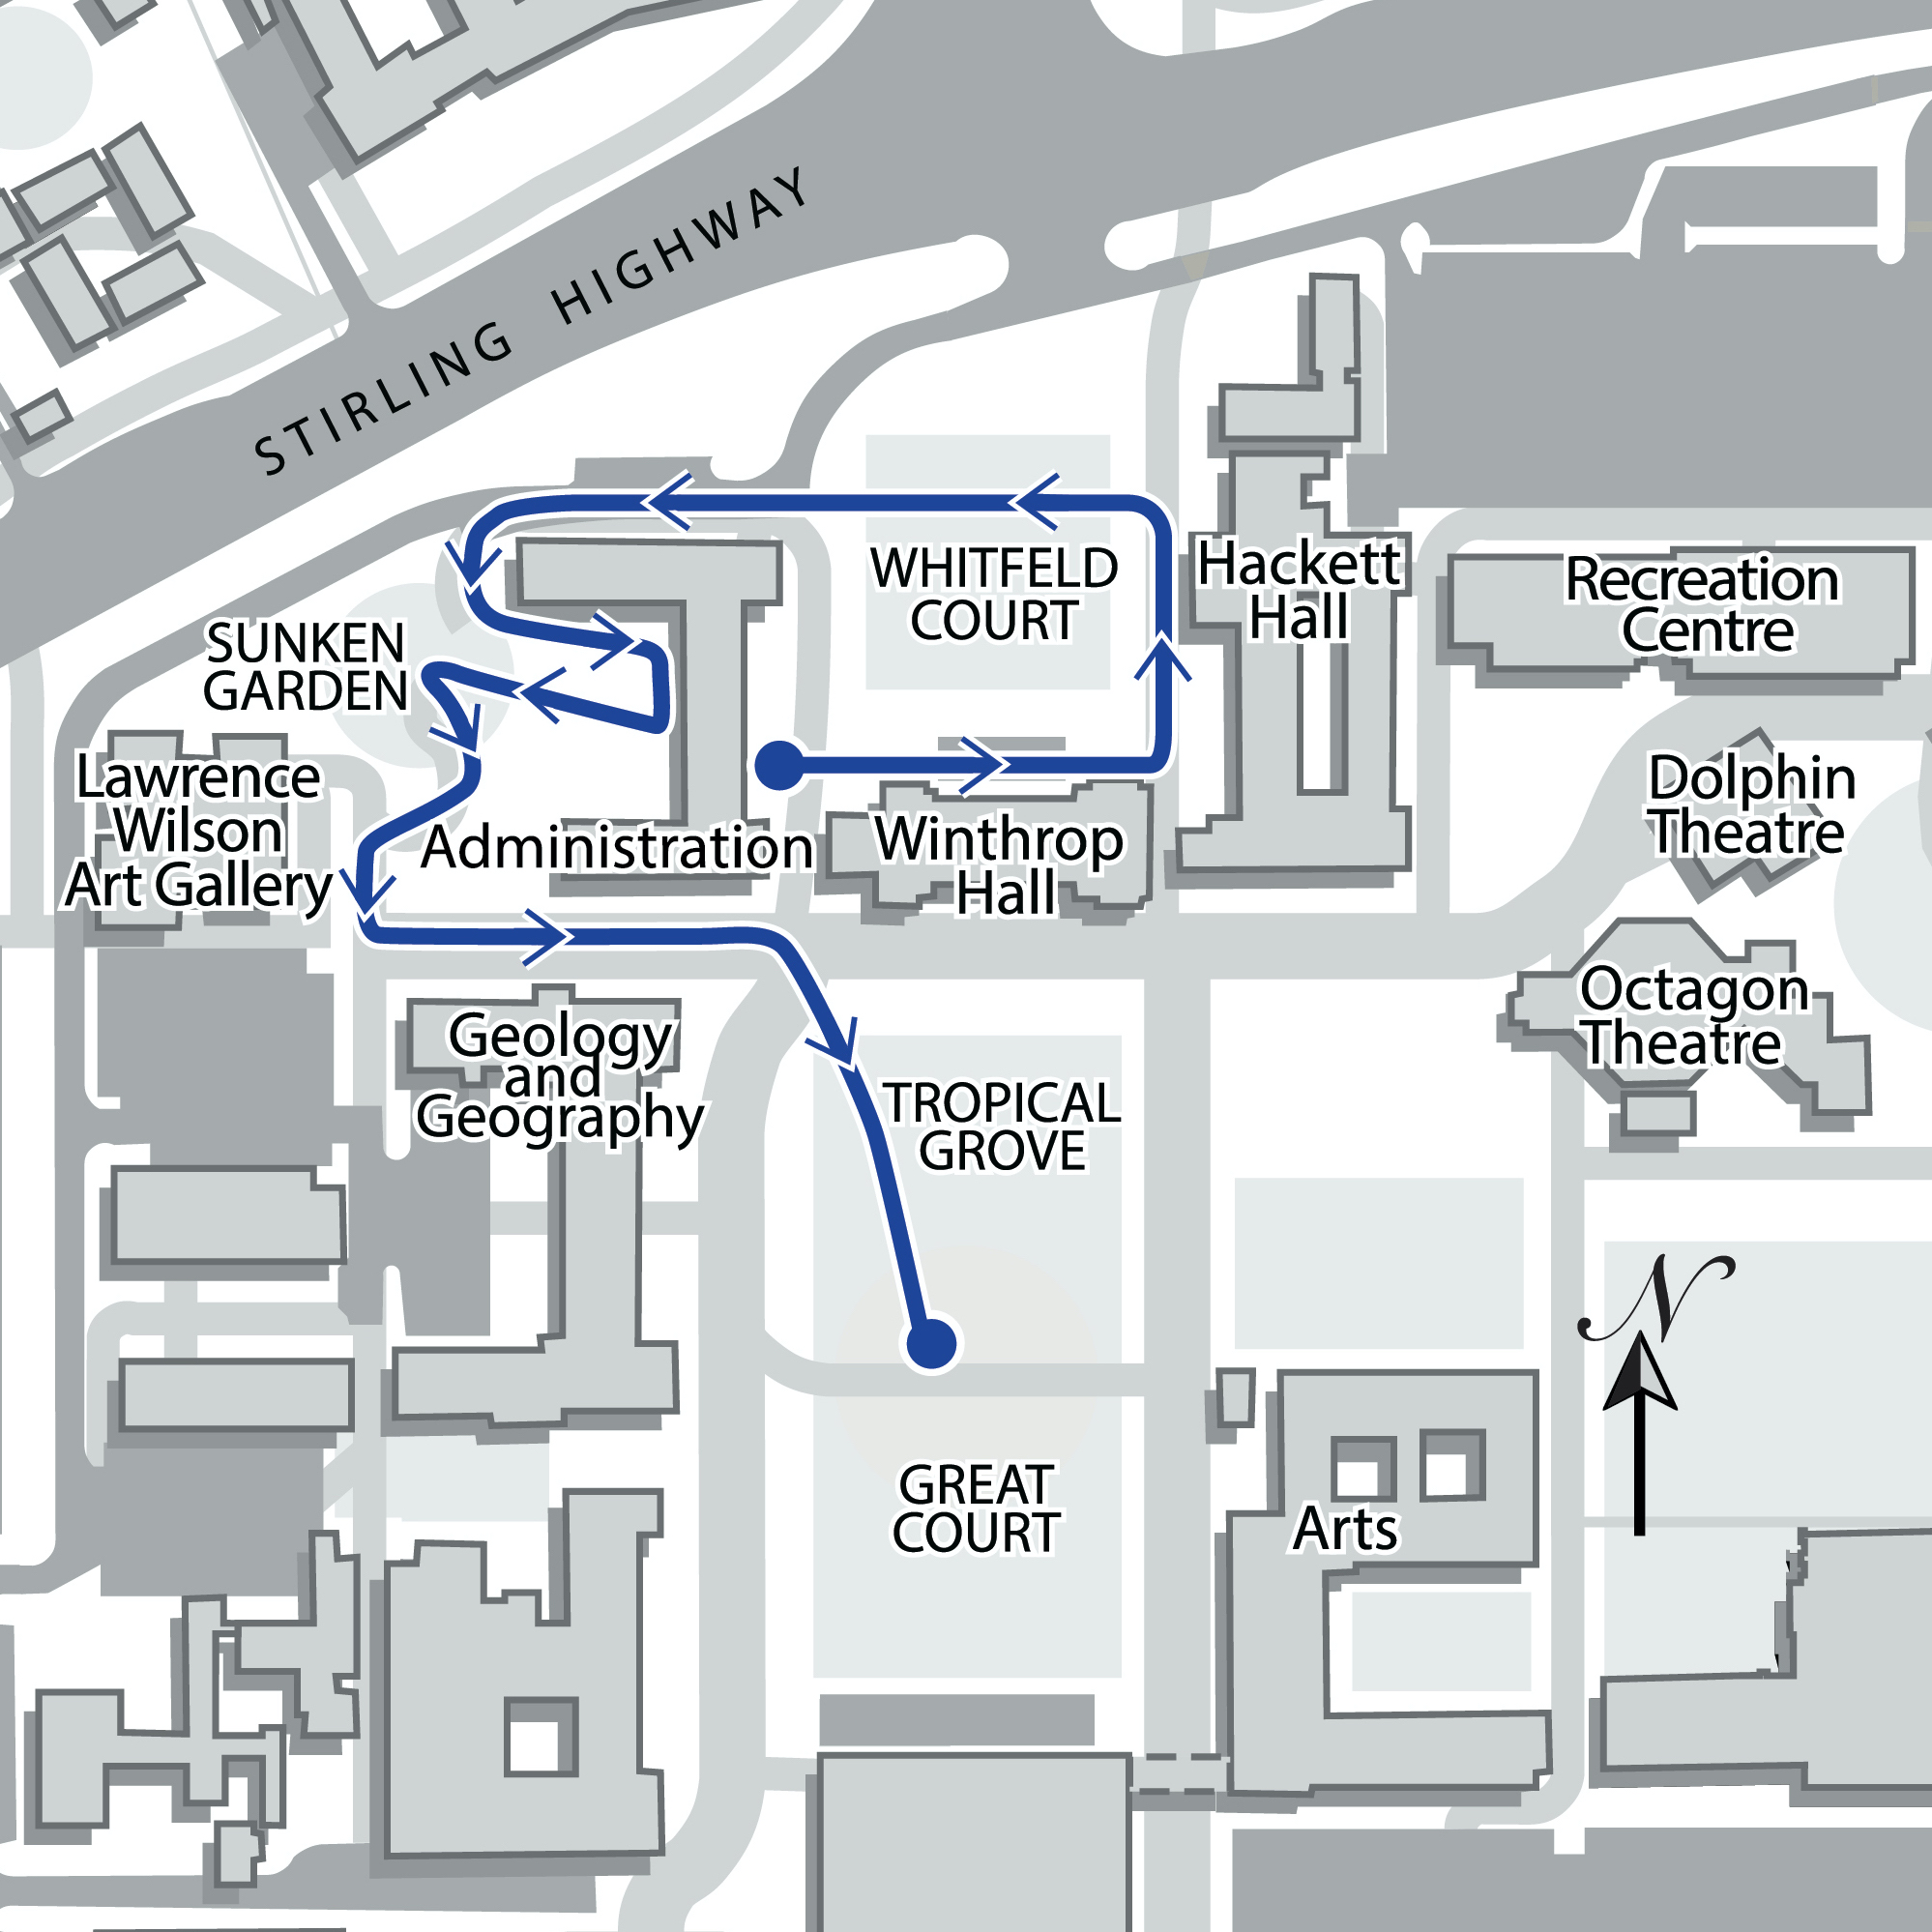 STIRLING HIGHWAY
WHITFELD
COURT
Hackett
Hall
Recreation
Centre
SUNKEN
GARDEN
Lawrence
Wilson
Art Gallery
Administration
Winthrop
Hall
Dolphin
Theatre
Octagon
Theatre
Geology
and
Geography
TROPICAL
GROVE
N
GREAT
COURT
Arts